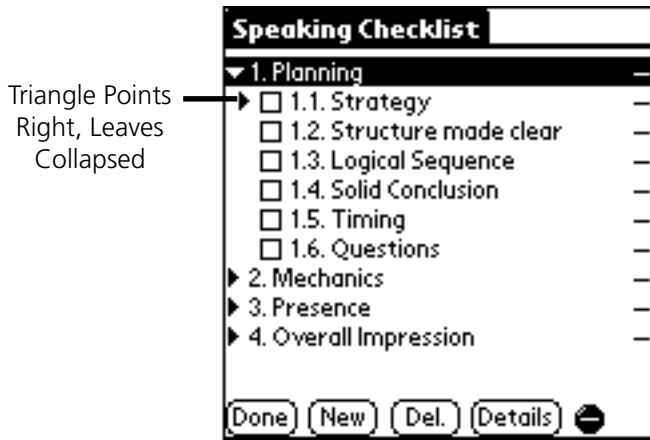 Speaking Checklist
1. Planning
Triangle Points
Right, Leaves
Collapsed
1.1. Strategy
1.2. Structure made clear
1.3. Logical Sequence
1.4. Solid Conclusion
1.5. Timing
1.6. Questions
2. Mechanics
3. Presence
4. Overall Impression
Done New Del. Details